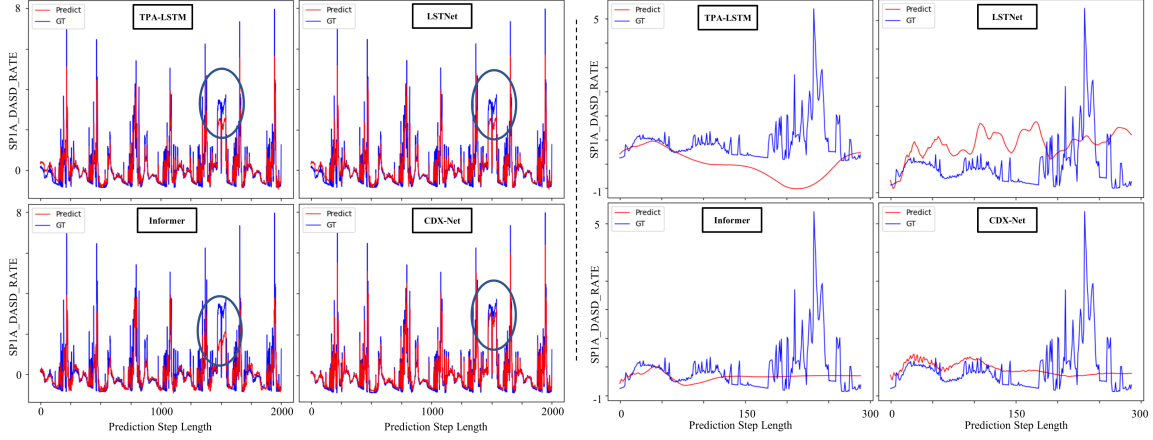 8
TPA-LSTM
Predict
GT
LSTNet
Predict
GT
SP1A_DASD_RATE
0
8
Informer
Predict
GT
CDX-Net
Predict
GT
SP1A_DASD_RATE
0
0
1000
2000
0
1000
2000
Prediction Step Length
Prediction Step Length
5
TPA-LSTM
Predict
GT
LSTNet
Predict
GT
SP1A_DASD_RATE
-1
5
Informer
Predict
GT
CDX-Net
Predict
GT
SP1A_DASD_RATE
-1
0
150
300
0
150
300
Prediction Step Length
Prediction Step Length